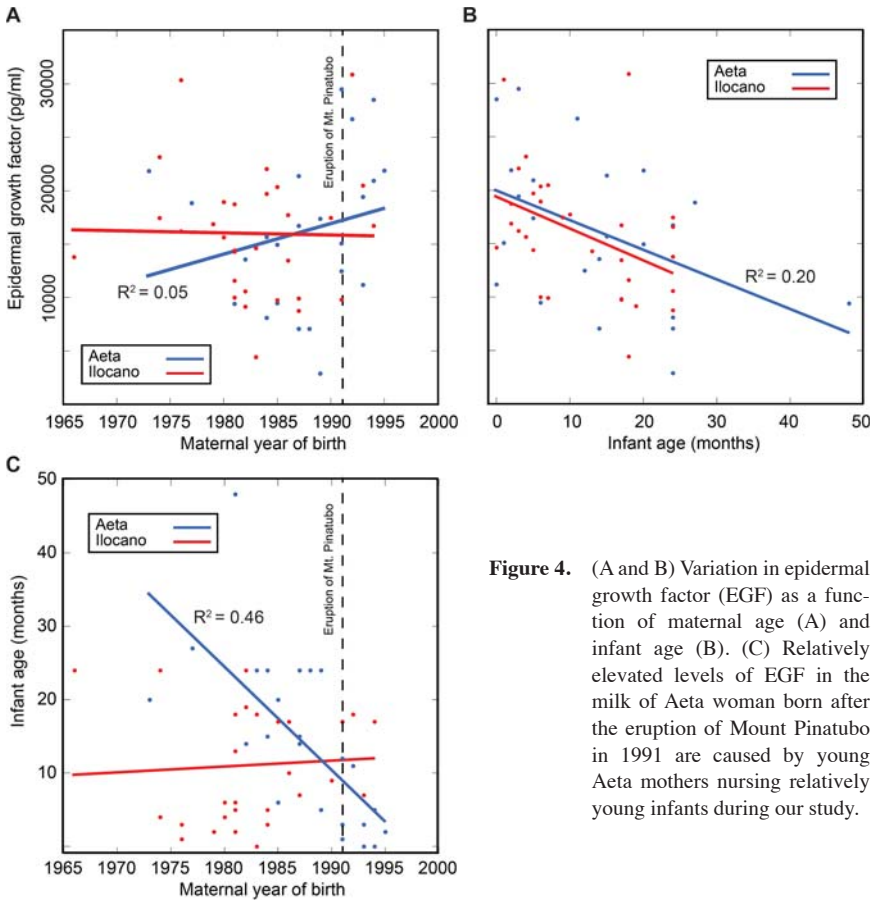 A
Epidermal growth factor (pg/ml)
30000
20000
10000
Eruption of Mt. Pinatubo
R² = 0.05
Aeta
Ilocano
1965 1970 1975 1980 1985 1990 1995 2000
Maternal year of birth
B
Aeta
Ilocano
R² = 0.20
0 10 20 30 40 50
Infant age (months)
C
Infant age (months)
50
40
30
20
10
Aeta
Ilocano
Eruption of Mt. Pinatubo
R² = 0.46
1965 1970 1975 1980 1985 1990 1995 2000
Maternal year of birth
Figure 4. (A and B) Variation in epidermal
growth factor (EGF) as a func-
tion of maternal age (A) and
infant age (B). (C) Relatively
elevated levels of EGF in the
milk of Aeta woman born after
the eruption of Mount Pinatubo
in 1991 are caused by young
Aeta mothers nursing relatively
young infants during our study.